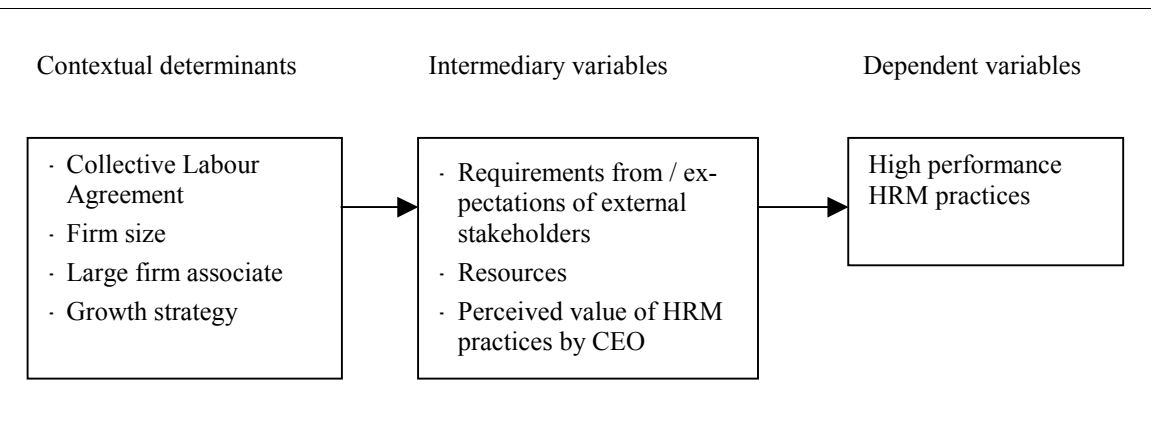 Contextual determinants
Intermediary variables
Dependent variables
· Collective Labour
Agreement
· Firm size
· Large firm associate
· Growth strategy
· Requirements from / ex-
pectations of external
stakeholders
· Resources
· Perceived value of HRM
practices by CEO
High performance
HRM practices